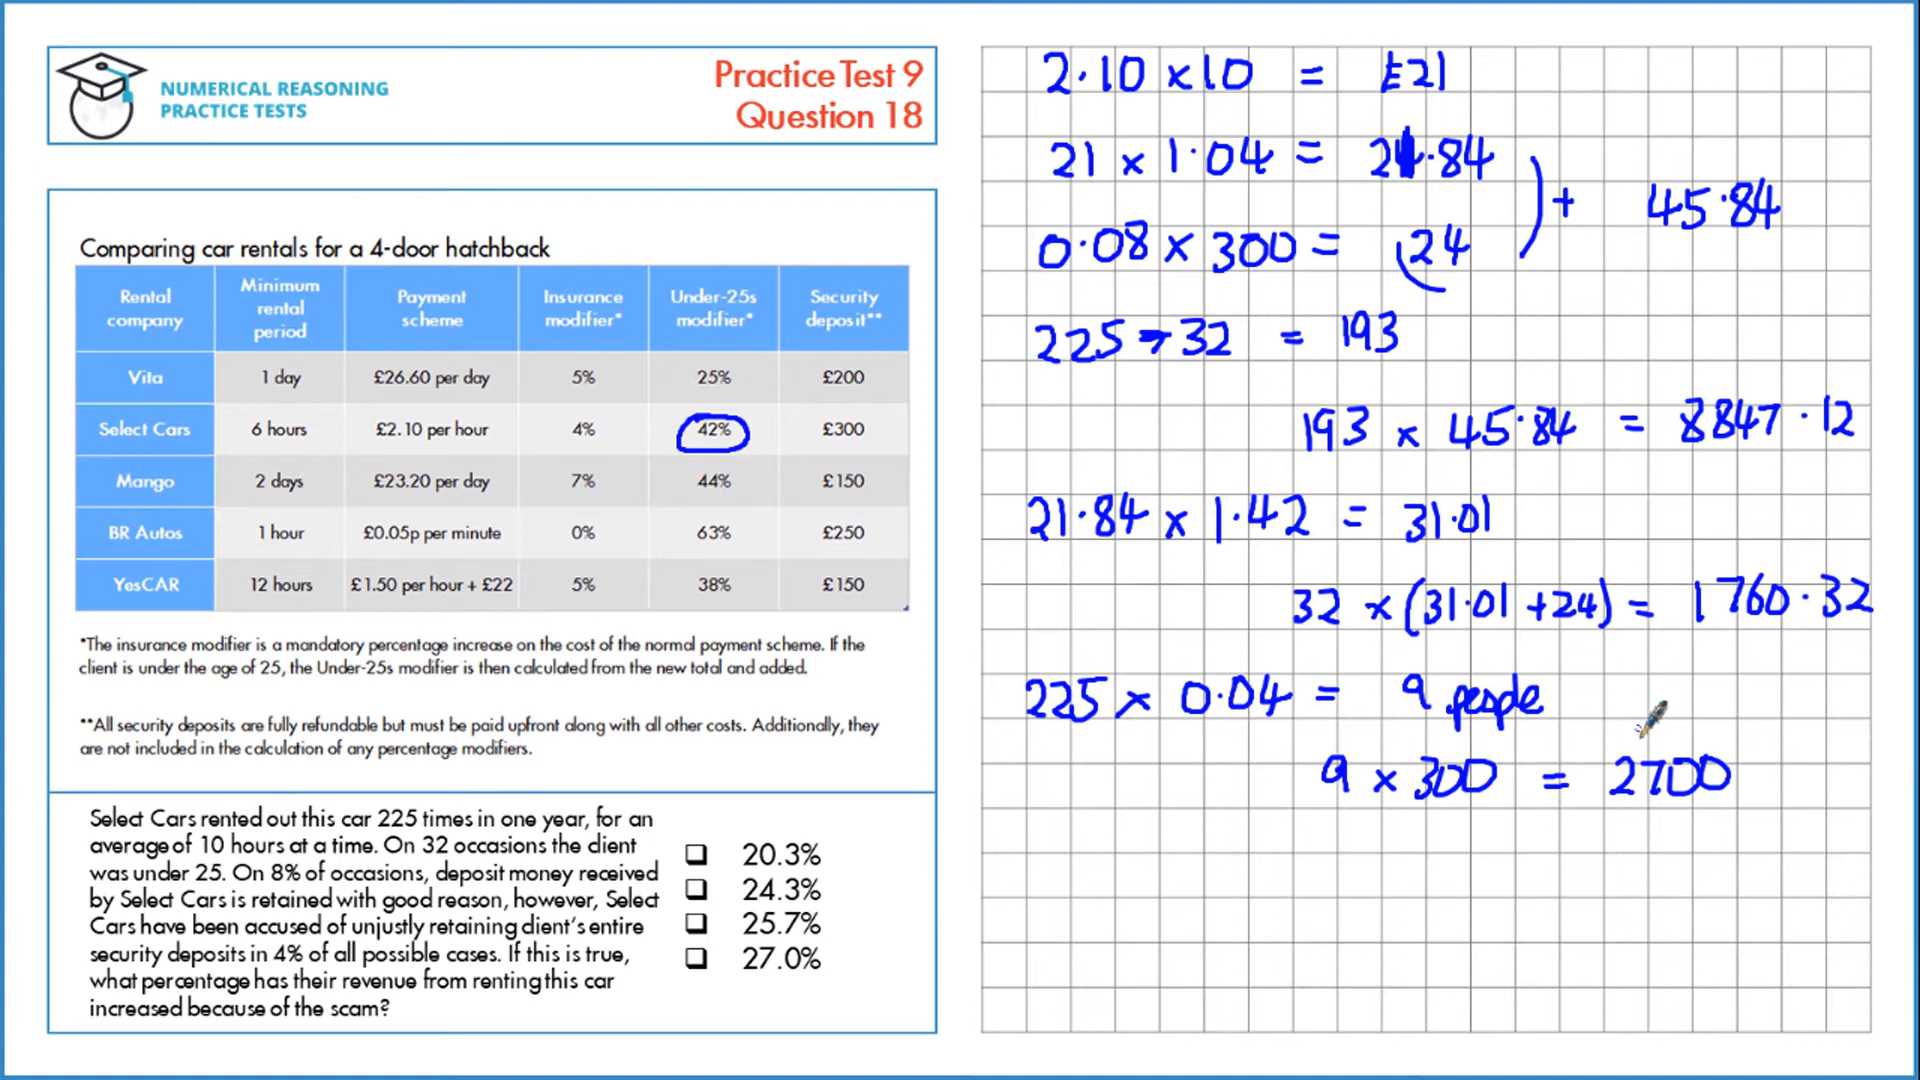 NUMERICAL REASONING
PRACTICE TESTS
Practice Test 9
Question 18
Comparing car rentals for a 4-door hatchback
Rental company | Minimum rental period | Payment scheme | Insurance modifier* | Under-25s modifier* | Security deposit**
Vita | 1 day | £26.60 per day | 5% | 25% | £200
Select Cars | 6 hours | £2.10 per hour | 4% | 42% | £300
Mango | 2 days | £23.20 per day | 7% | 44% | £150
BR Autos | 1 hour | £0.05p per minute | 0% | 63% | £250
YesCAR | 12 hours | £1.50 per hour + £22 | 5% | 38% | £150
*The insurance modifier is a mandatory percentage increase on the cost of the normal payment scheme. If the
client is under the age of 25, the Under-25s modifier is then calculated from the new total and added.
**All security deposits are fully refundable but must be paid upfront along with all other costs. Additionally, they
are not included in the calculation of any percentage modifiers.
Select Cars rented out this car 225 times in one year, for an
average of 10 hours at a time. On 32 occasions the client
was under 25. On 8% of occasions, deposit money received
by Select Cars is retained with good reason, however, Select
Cars have been accused of unjustly retaining client's entire
security deposits in 4% of all possible cases. If this is true,
what percentage has their revenue from renting this car
increased because of the scam?
20.3%
24.3%
25.7%
27.0%
2.10 × 10 = £21
21 × 1.04 = 21.84
0.08 × 300 = 24
) + 45.84
225 - 32 = 193
193 × 45.84 = 8847.12
21.84 × 1.42 = 31.01
32 × (31.01 + 24) = 1760.32
225 × 0.04 = 9 people
9 × 300 = 2700